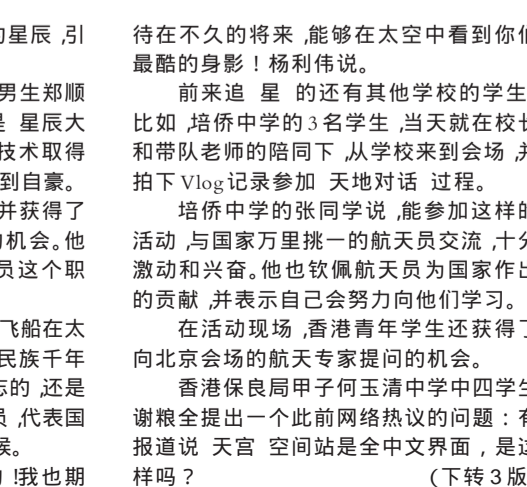 的星辰,引
男生郑顺
是 星辰大
技术取得
到自豪。
并获得了
的机会。他
员这个职
飞船在太
民族千年
志的,还是
员,代表国
候。
!我也期
待在不久的将来,能够在太空中看到你们
最酷的身影!杨利伟说。
前来追 星 的还有其他学校的学生
比如,培侨中学的3名学生,当天就在校长
和带队老师的陪同下,从学校来到会场,并
拍下Vlog记录参加 天地对话 过程。
培侨中学的张同学说,能参加这样的
活动,与国家万里挑一的航天员交流,十分
激动和兴奋。他也钦佩航天员为国家作出
的贡献,并表示自己会努力向他们学习。
在活动现场,香港青年学生还获得了
向北京会场的航天专家提问的机会。
香港保良局甲子何玉清中学中四学生
谢粮全提出一个此前网络热议的问题:有
报道说 天宫 空间站是全中文界面,是这
样吗?(下转3版